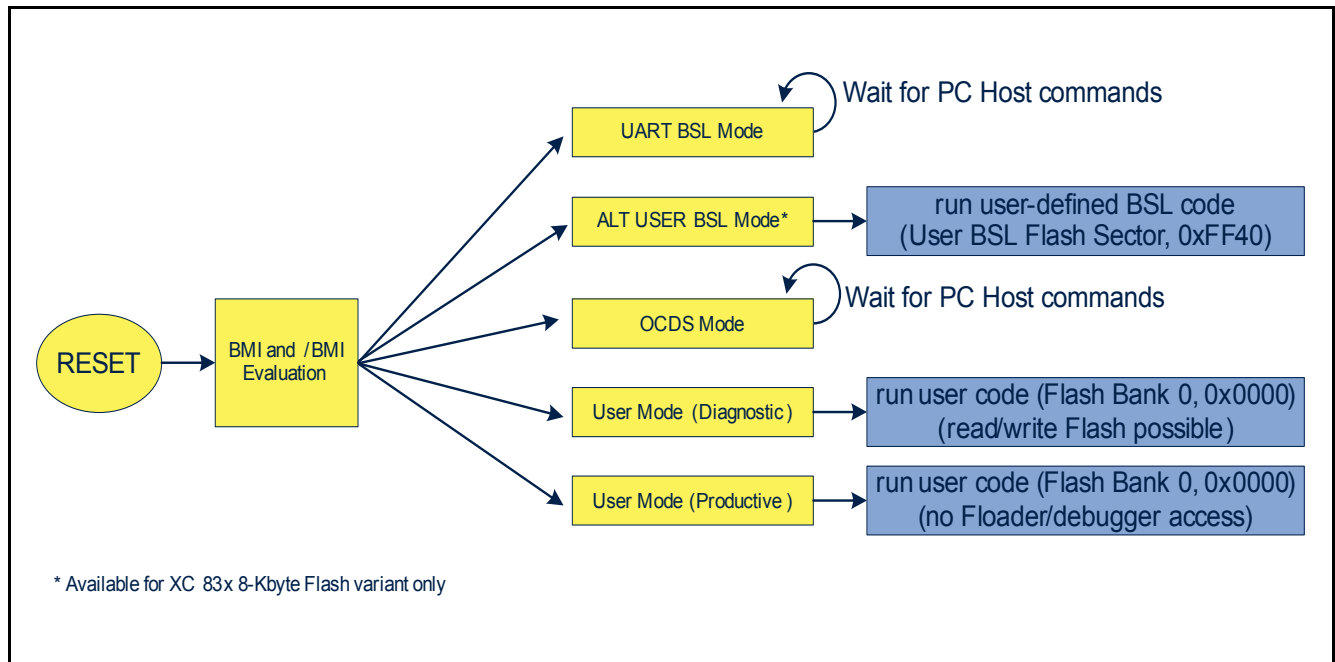 Wait for PC Host commands
UART BSL Mode
ALT USER BSL Mode*
run user-defined BSL code
(User BSL Flash Sector, 0xFF40)
Wait for PC Host commands
OCDS Mode
RESET
BMI and /BMI
Evaluation
User Mode (Diagnostic)
run user code (Flash Bank 0, 0x0000)
(read/write Flash possible)
User Mode (Productive)
run user code (Flash Bank 0, 0x0000)
(no Floader/debugger access)
* Available for XC 83x 8-Kbyte Flash variant only